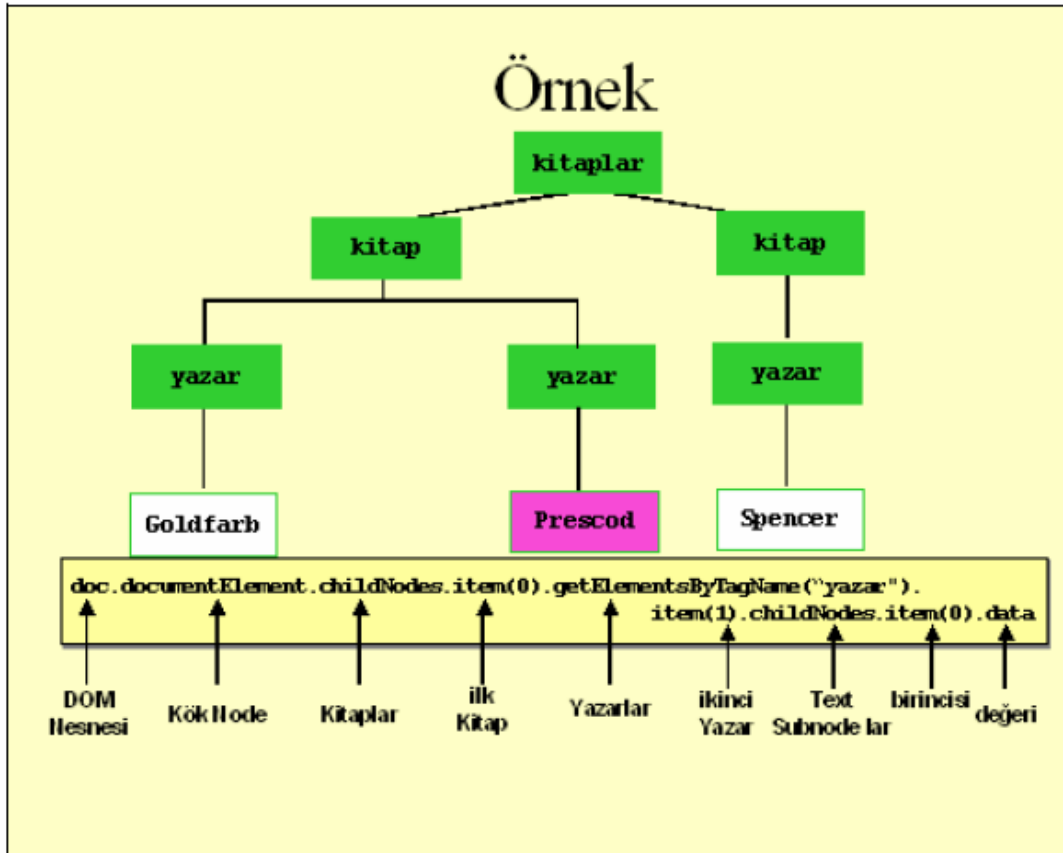 Örnek
kitaplar
kitap
kitap
yazar
yazar
yazar
Goldfarb
Prescod
Spencer
doc.documentElement.childNodes.item(0).getElementsByTagName("yazar").
item(1).childNodes.item(0).data
DOM
Nesnesi
Kök Node
Kitaplar
ilk
Kitap
Yazarlar
ikinci
Yazar
Text
Subnode lar
birincisi
değeri